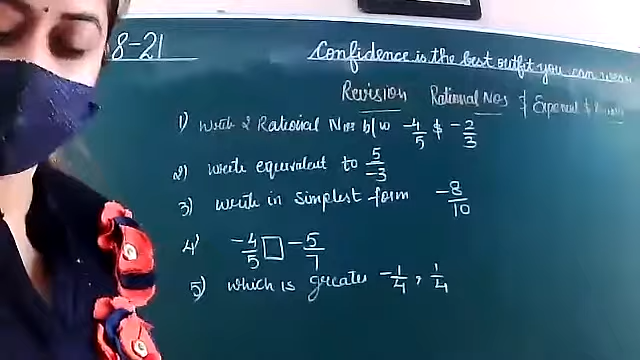 8-21
Confidence is the best outfit you can wear
Revision Rational Nos & Exponent &
1) Write 2 Rational Nos b/w -4/5 & -2/3
2) write equivalent to 5/-3
3) write in simplest form -8/10
4) -4/5 □ -5/7
5) which is greater -1/4, 1/4